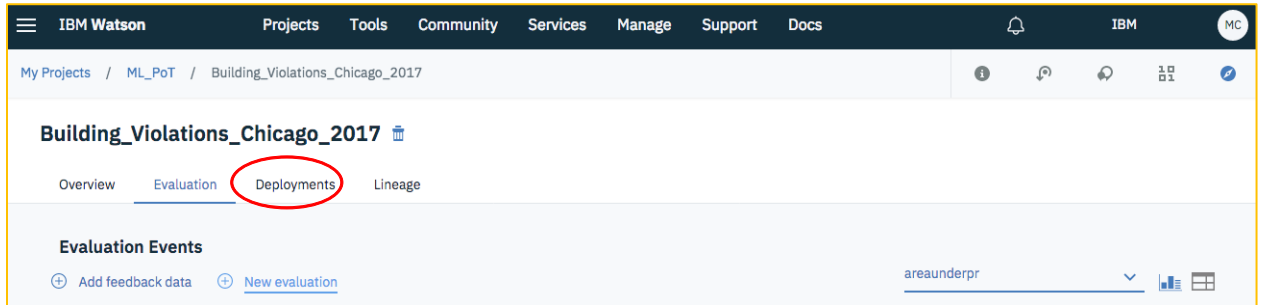 IBM Watson Projects Tools Community Services Manage Support Docs IBM MC
My Projects / ML_PoT / Building_Violations_Chicago_2017
Building_Violations_Chicago_2017
Overview Evaluation Deployments Lineage
Evaluation Events
Add feedback data New evaluation areaunderpr